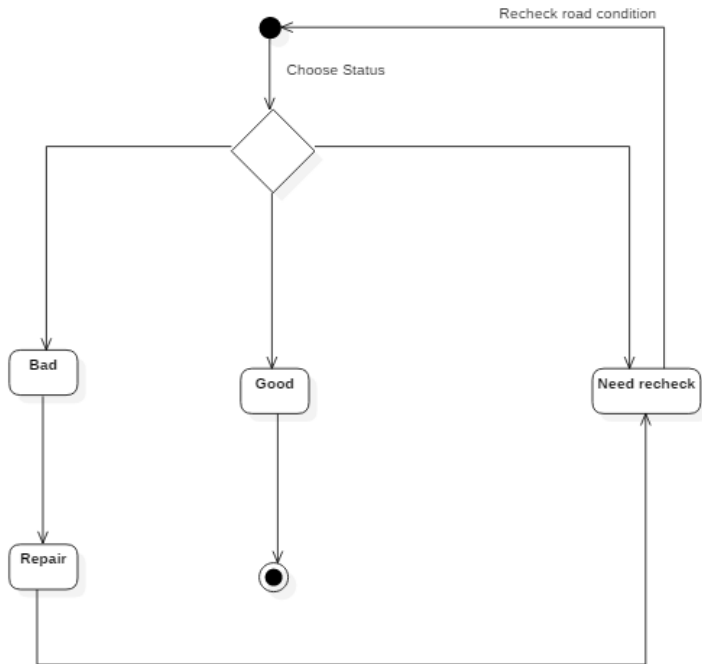 Recheck road condition
Choose Status
Bad
Good
Need recheck
Repair